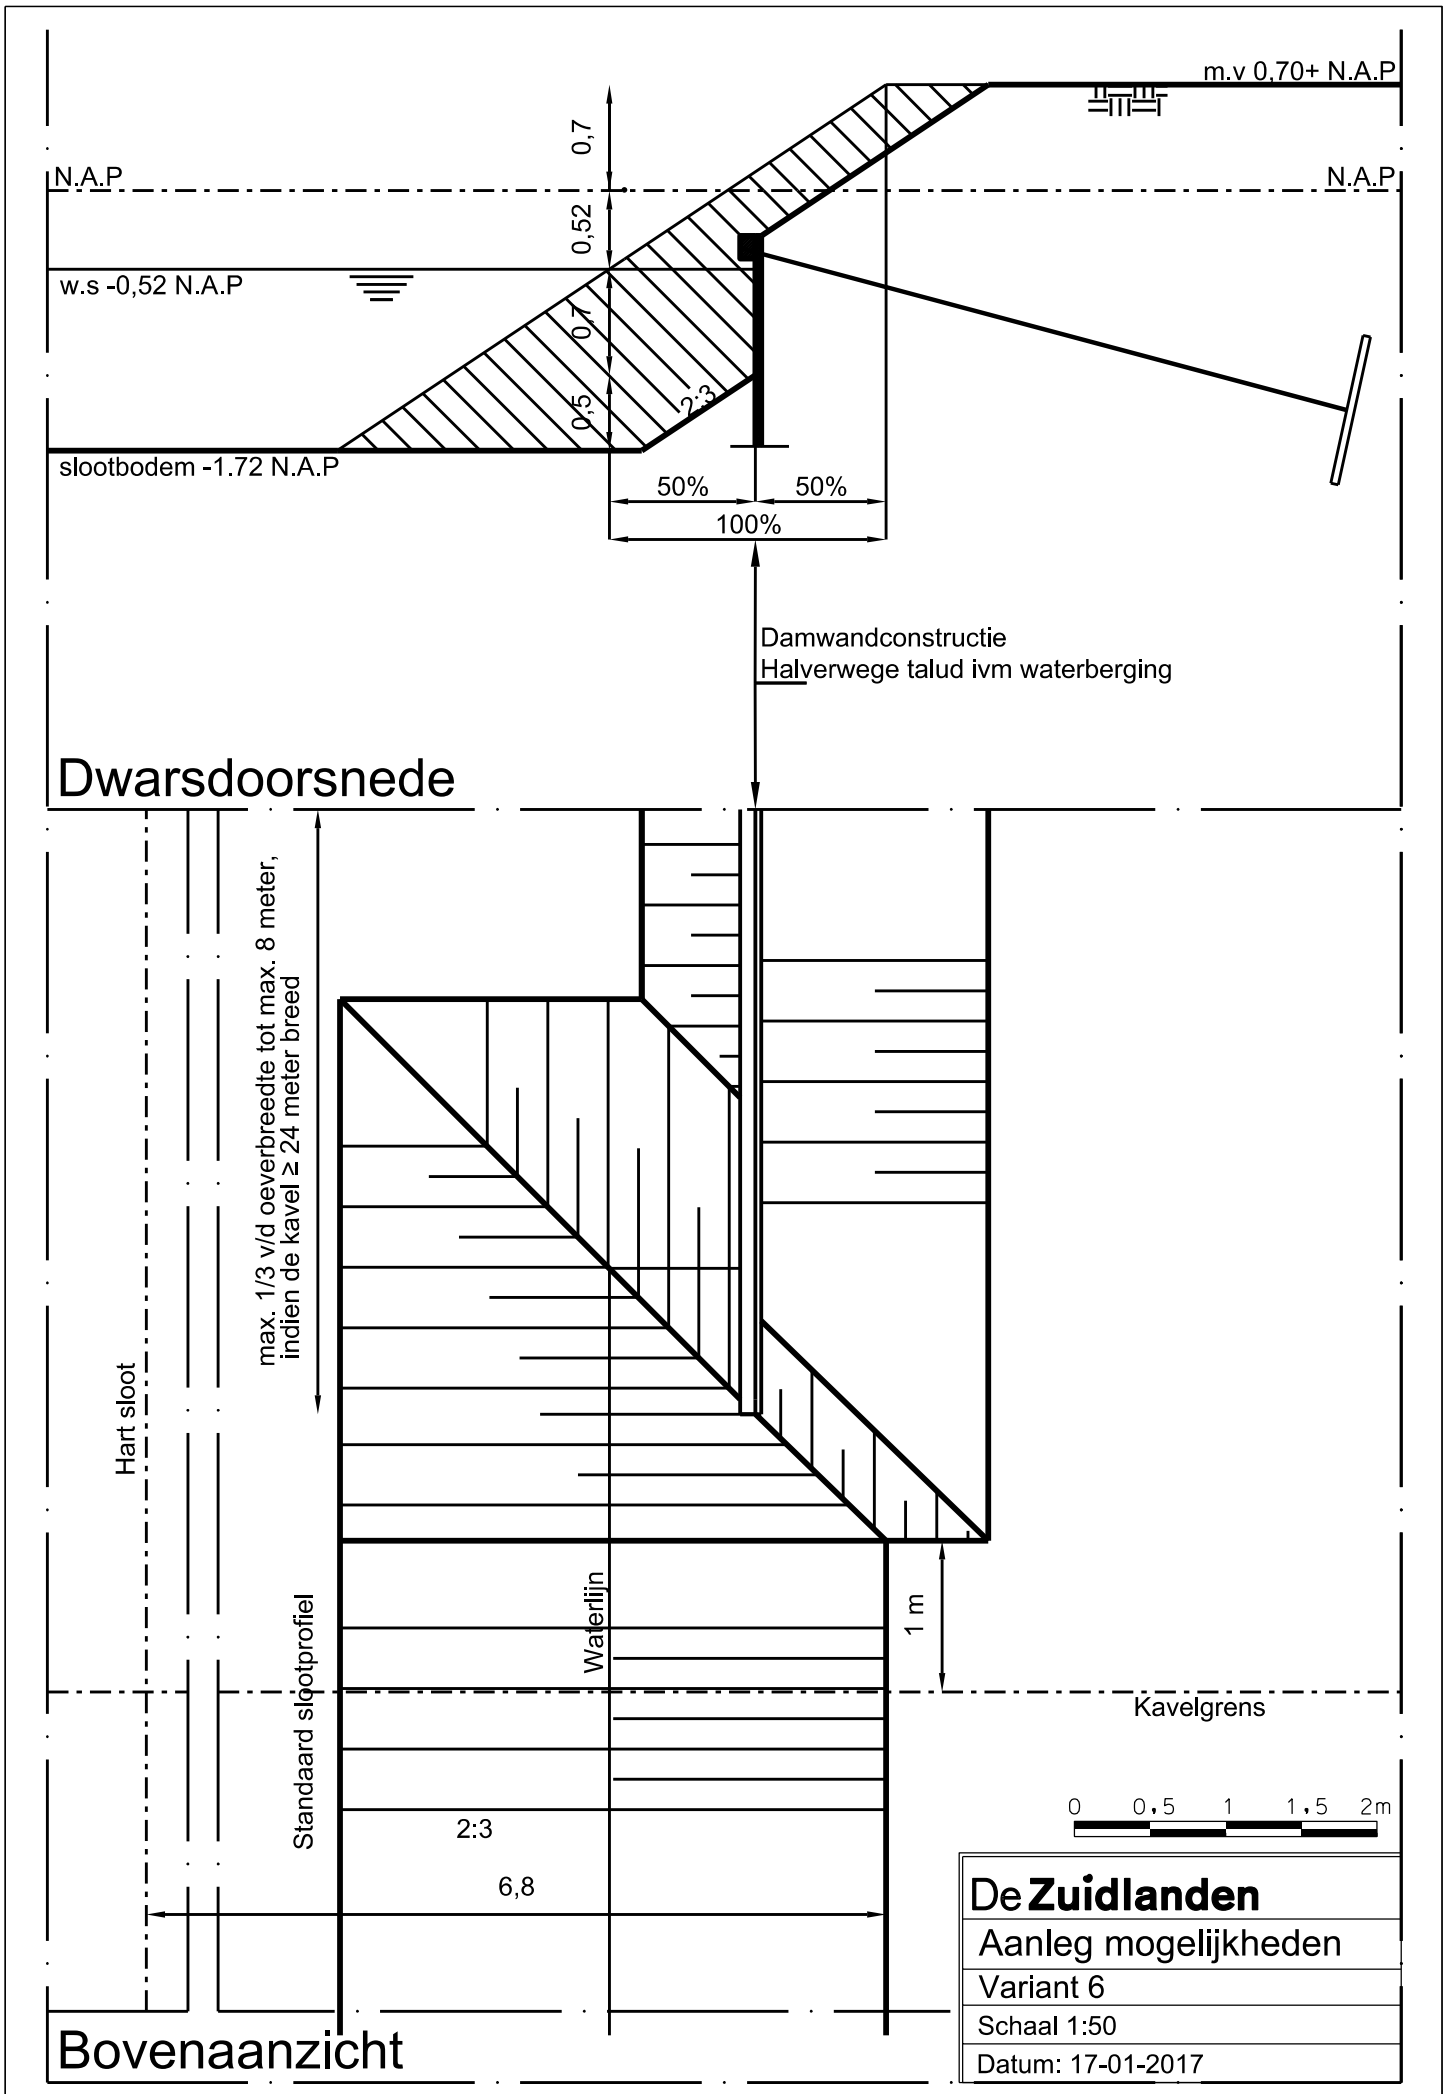 m.v 0,70+ N.A.P
0,7
N.A.P
N.A.P
0,52
w.s -0,52 N.A.P
0,7
0,5
2:3
slootbodem -1.72 N.A.P
50%
50%
100%
Damwandconstructie
Halverwege talud ivm waterberging
Dwarsdoorsnede
max. 1/3 v/d oeverbreedte tot max. 8 meter,
indien de kavel ≥ 24 meter breed
Hart sloot
Standaard slootprofiel
Waterlijn
1 m
Kavelgrens
2:3
6,8
0 0,5 1 1,5 2m
De Zuidlanden
Aanleg mogelijkheden
Variant 6
Schaal 1:50
Datum: 17-01-2017
Bovenaanzicht